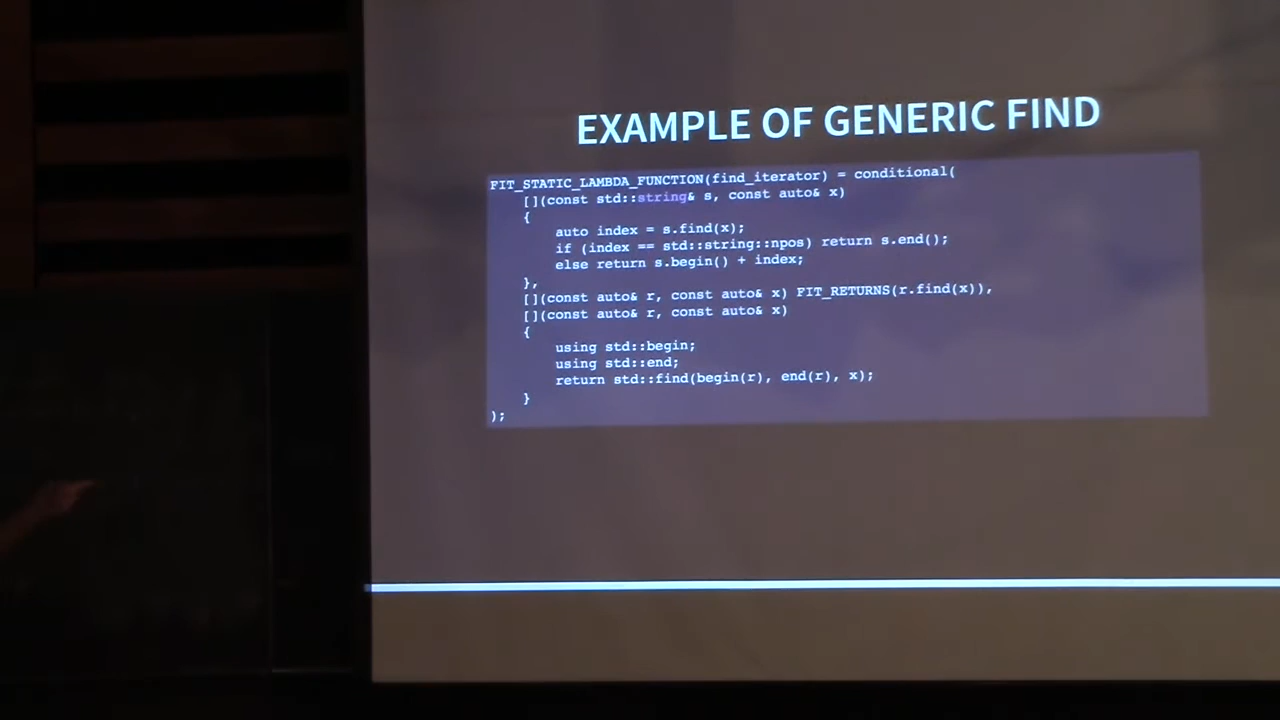 EXAMPLE OF GENERIC FIND
FIT_STATIC_LAMBDA_FUNCTION(find_iterator) = conditional(
[](const std::string& s, const auto& x)
{
auto index = s.find(x);
if (index == std::string::npos) return s.end();
else return s.begin() + index;
},
[](const auto& r, const auto& x) FIT_RETURNS(r.find(x)),
[](const auto& r, const auto& x)
{
using std::begin;
using std::end;
return std::find(begin(r), end(r), x);
}
);